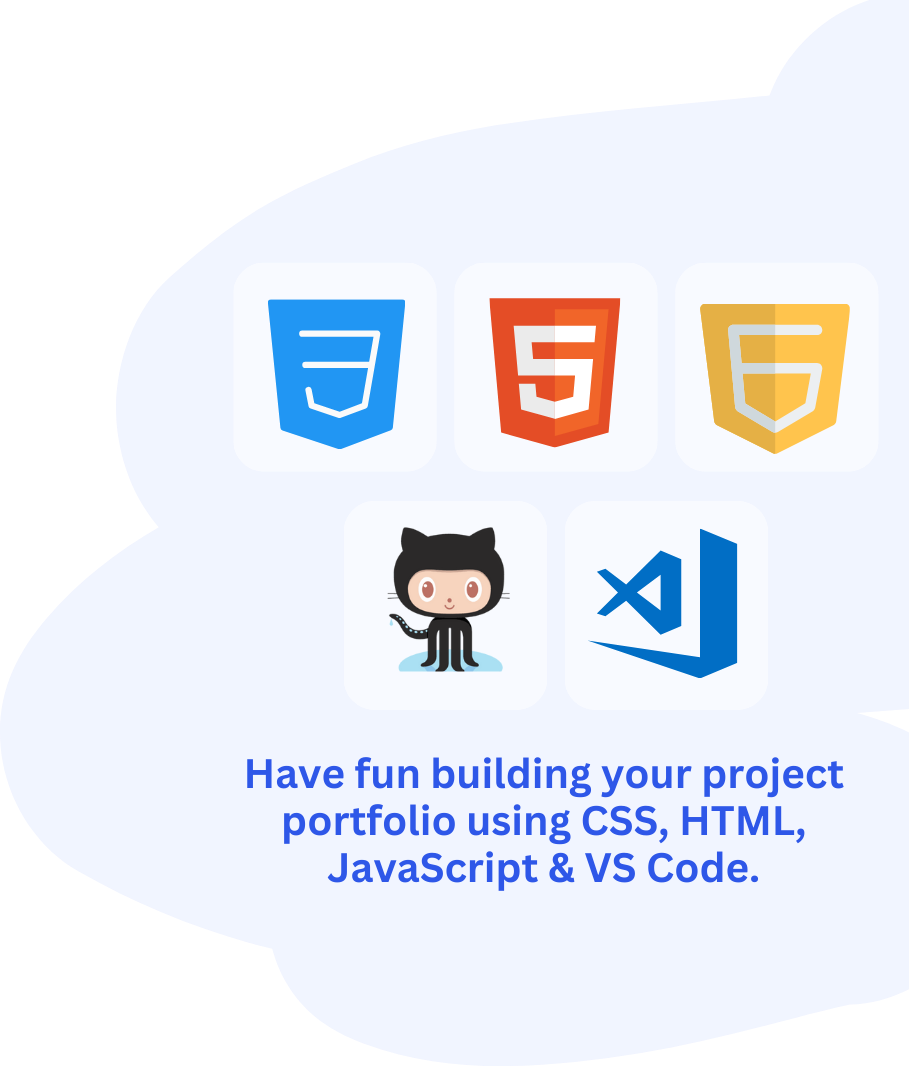 Have fun building your project
portfolio using CSS, HTML,
JavaScript & VS Code.